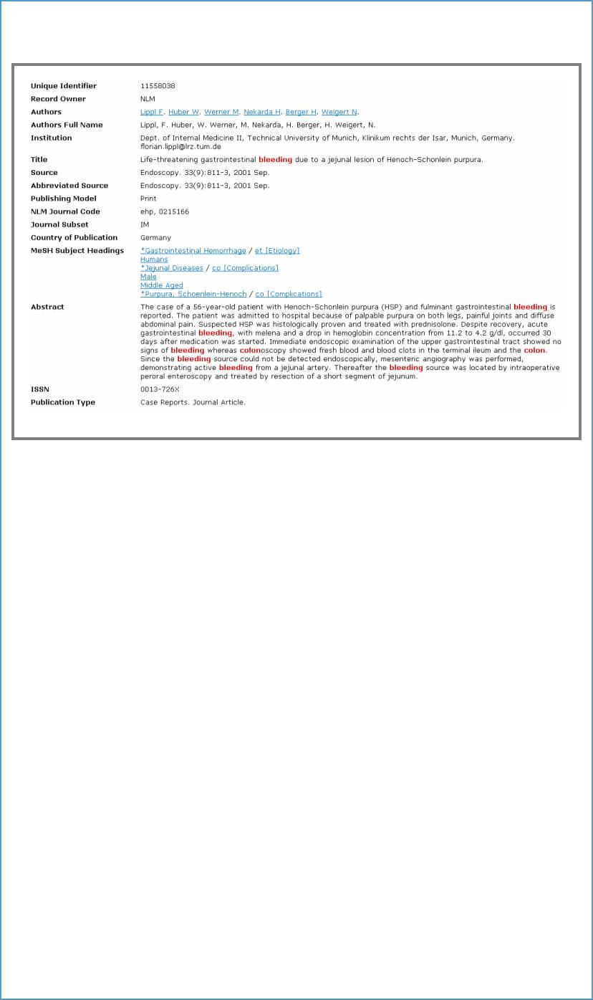 Unique Identifier 11558038
Record Owner NLM
Authors Lippl F. Huber W. Werner M. Nekarda H. Berger H. Weigert N.
Authors Full Name Lippl, F. Huber, W. Werner, M. Nekarda, H. Berger, H. Weigert, N.
Institution Dept. of Internal Medicine II, Technical University of Munich, Klinikum rechts der Isar, Munich, Germany.
florian.lippl@lrz.tum.de
Title Life-threatening gastrointestinal bleeding due to a jejunal lesion of Henoch-Schonlein purpura.
Source Endoscopy. 33(9):811-3, 2001 Sep.
Abbreviated Source Endoscopy. 33(9):811-3, 2001 Sep.
Publishing Model Print
NLM Journal Code ehp, 0215166
Journal Subset IM
Country of Publication Germany
MeSH Subject Headings *Gastrointestinal Hemorrhage / et [Etiology]
Humans
*Jejunal Diseases / co [Complications]
Male
Middle Aged
*Purpura, Schoenlein-Henoch / co [Complications]
Abstract The case of a 56-year-old patient with Henoch-Schonlein purpura (HSP) and fulminant gastrointestinal bleeding is
reported. The patient was admitted to hospital because of palpable purpura on both legs, painful joints and diffuse
abdominal pain. Suspected HSP was histologically proven and treated with prednisolone. Despite recovery, acute
gastrointestinal bleeding, with melena and a drop in hemoglobin concentration from 11.2 to 4.2 g/dl, occurred 30
days after medication was started. Immediate endoscopic examination of the upper gastrointestinal tract showed no
signs of bleeding whereas colonoscopy showed fresh blood and blood clots in the terminal ileum and the colon.
Since the bleeding source could not be detected endoscopically, mesenteric angiography was performed,
demonstrating active bleeding from a jejunal artery. Thereafter the bleeding source was located by intraoperative
peroral enteroscopy and treated by resection of a short segment of jejunum.
ISSN 0013-726X
Publication Type Case Reports. Journal Article.